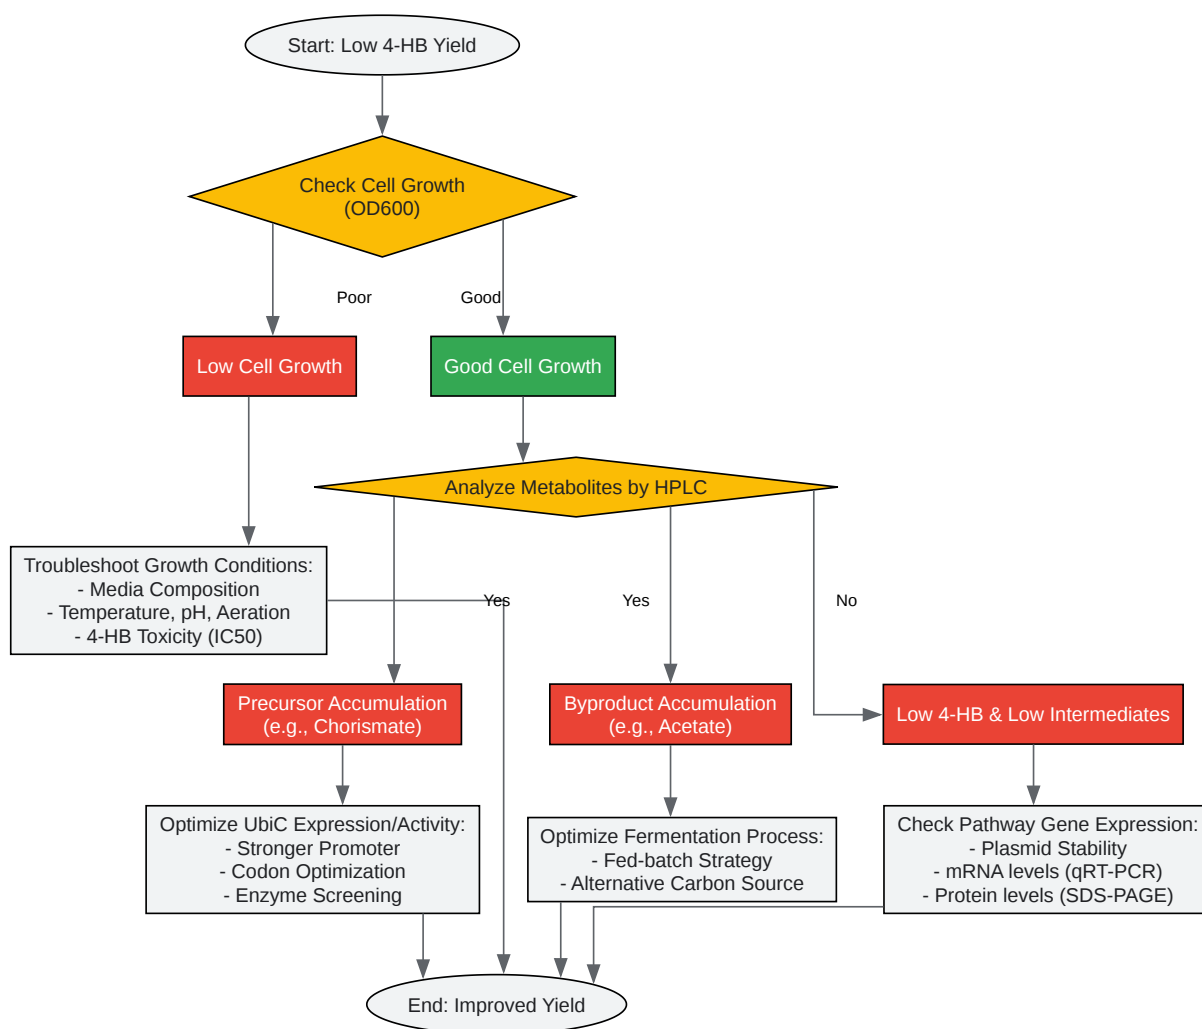 Start: Low 4-HB Yield
Check Cell Growth
(OD600)
Poor
Good
Low Cell Growth
Good Cell Growth
Analyze Metabolites by HPLC
Troubleshoot Growth Conditions:
- Media Composition
- Temperature, pH, Aeration
- 4-HB Toxicity (IC50)
Yes
Yes
No
Precursor Accumulation
(e.g., Chorismate)
Byproduct Accumulation
(e.g., Acetate)
Low 4-HB & Low Intermediates
Optimize UbiC Expression/Activity:
- Stronger Promoter
- Codon Optimization
- Enzyme Screening
Optimize Fermentation Process:
- Fed-batch Strategy
- Alternative Carbon Source
Check Pathway Gene Expression:
- Plasmid Stability
- mRNA levels (qRT-PCR)
- Protein levels (SDS-PAGE)
End: Improved Yield